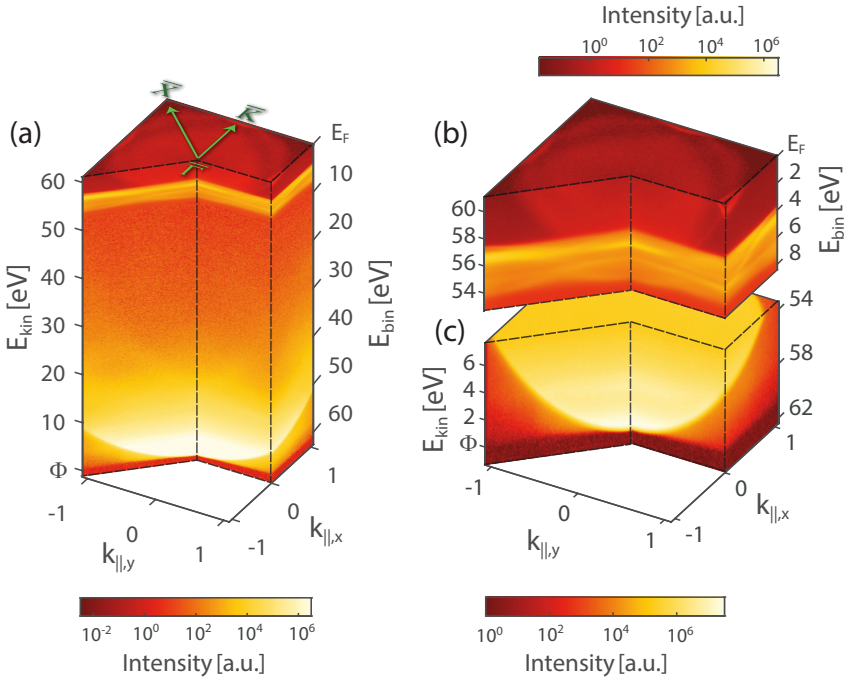 Intensity [a.u.]
10⁰ 10² 10⁴ 10⁶
(a)
X̅
K̅
Γ̅
E_F
10
20
30
40
50
60
E_bin [eV]
60
50
40
30
20
10
Φ
E_kin [eV]
-1
0
1
k_||,y
-1
0
1
k_||,x
10⁻² 10⁰ 10² 10⁴ 10⁶
Intensity [a.u.]
(b)
E_F
2
4
6
8
E_bin [eV]
60
58
56
54
(c)
6
4
2
Φ
E_kin [eV]
54
58
62
-1
0
1
k_||,y
-1
0
1
k_||,x
10⁰ 10² 10⁴ 10⁶
Intensity [a.u.]